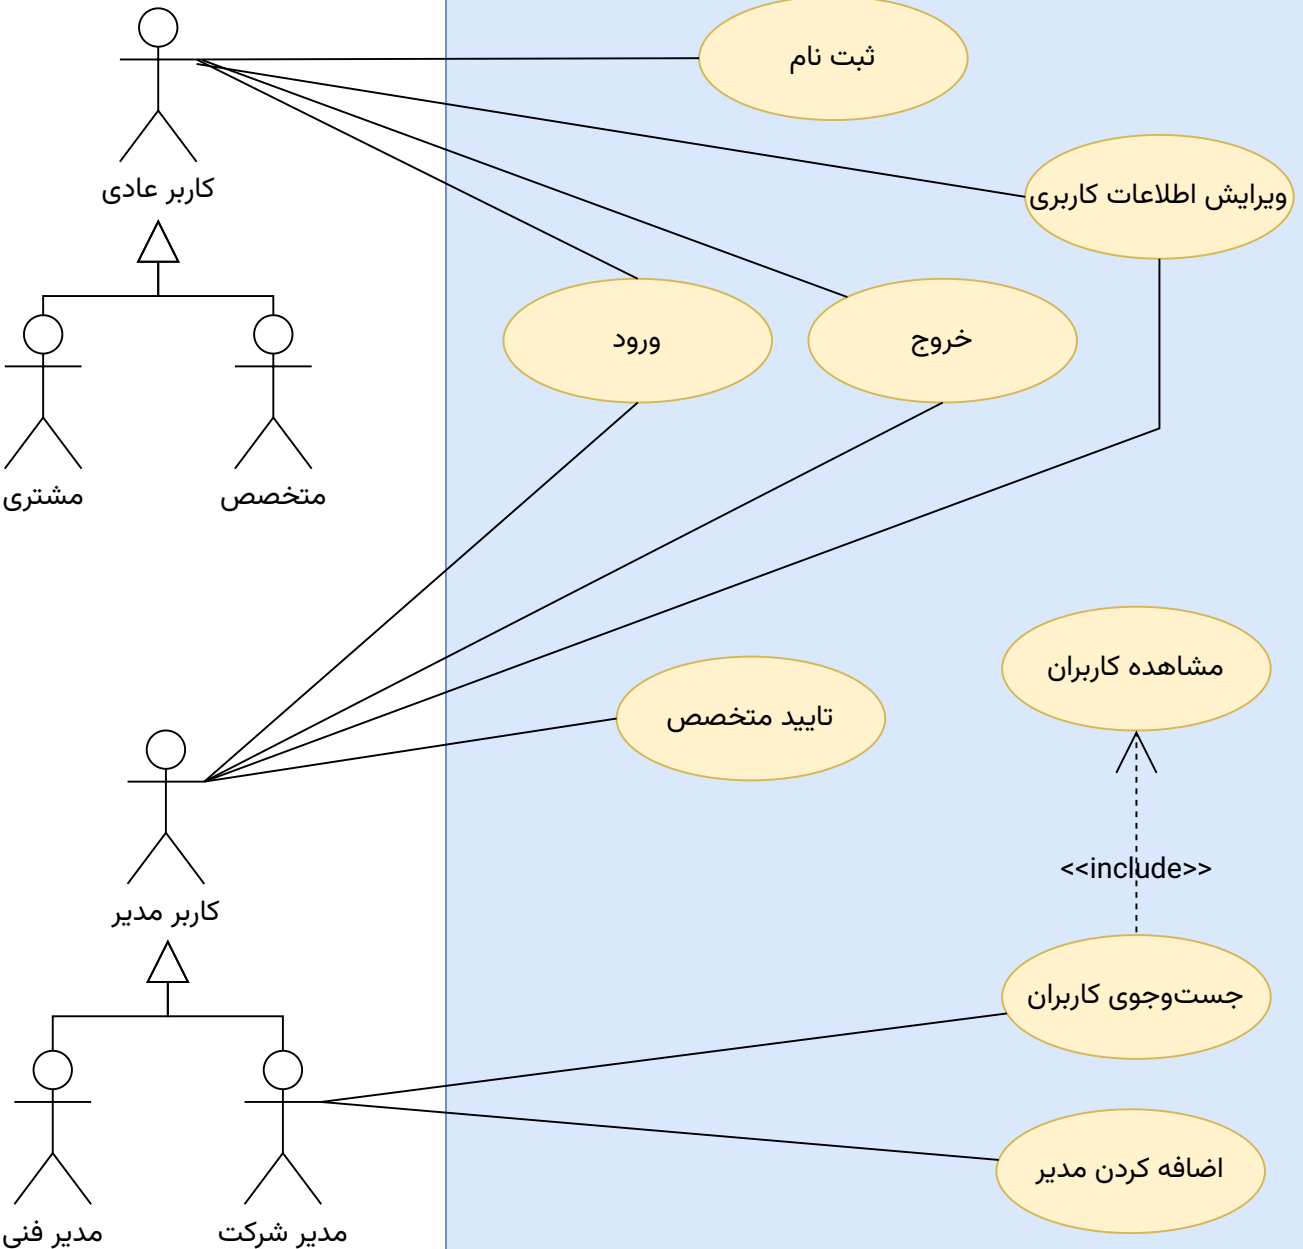 ثبت نام
کاربر عادی
ویرایش اطلاعات کاربری
ورود
خروج
مشتری
متخصص
مشاهده کاربران
تایید متخصص
<<include>>
کاربر مدیر
جست‌وجوی کاربران
اضافه کردن مدیر
مدیر فنی
مدیر شرکت